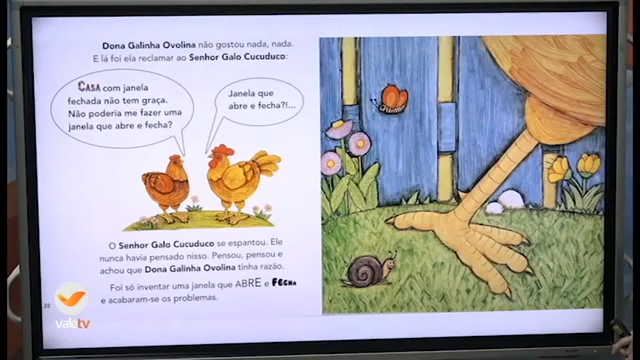 Dona Galinha Ovolina não gostou nada, nada.
E lá foi ela reclamar ao Senhor Galo Cucuduco:
CASA com janela
fechada não tem graça.
Não poderia me fazer uma
janela que abre e fecha?
Janela que
abre e fecha?!...
O Senhor Galo Cucuduco se espantou. Ele
nunca havia pensado nisso. Pensou, pensou e
achou que Dona Galinha Ovolina tinha razão.
Foi só inventar uma janela que ABRE e FECHA
e acabaram-se os problemas.
20
valetv